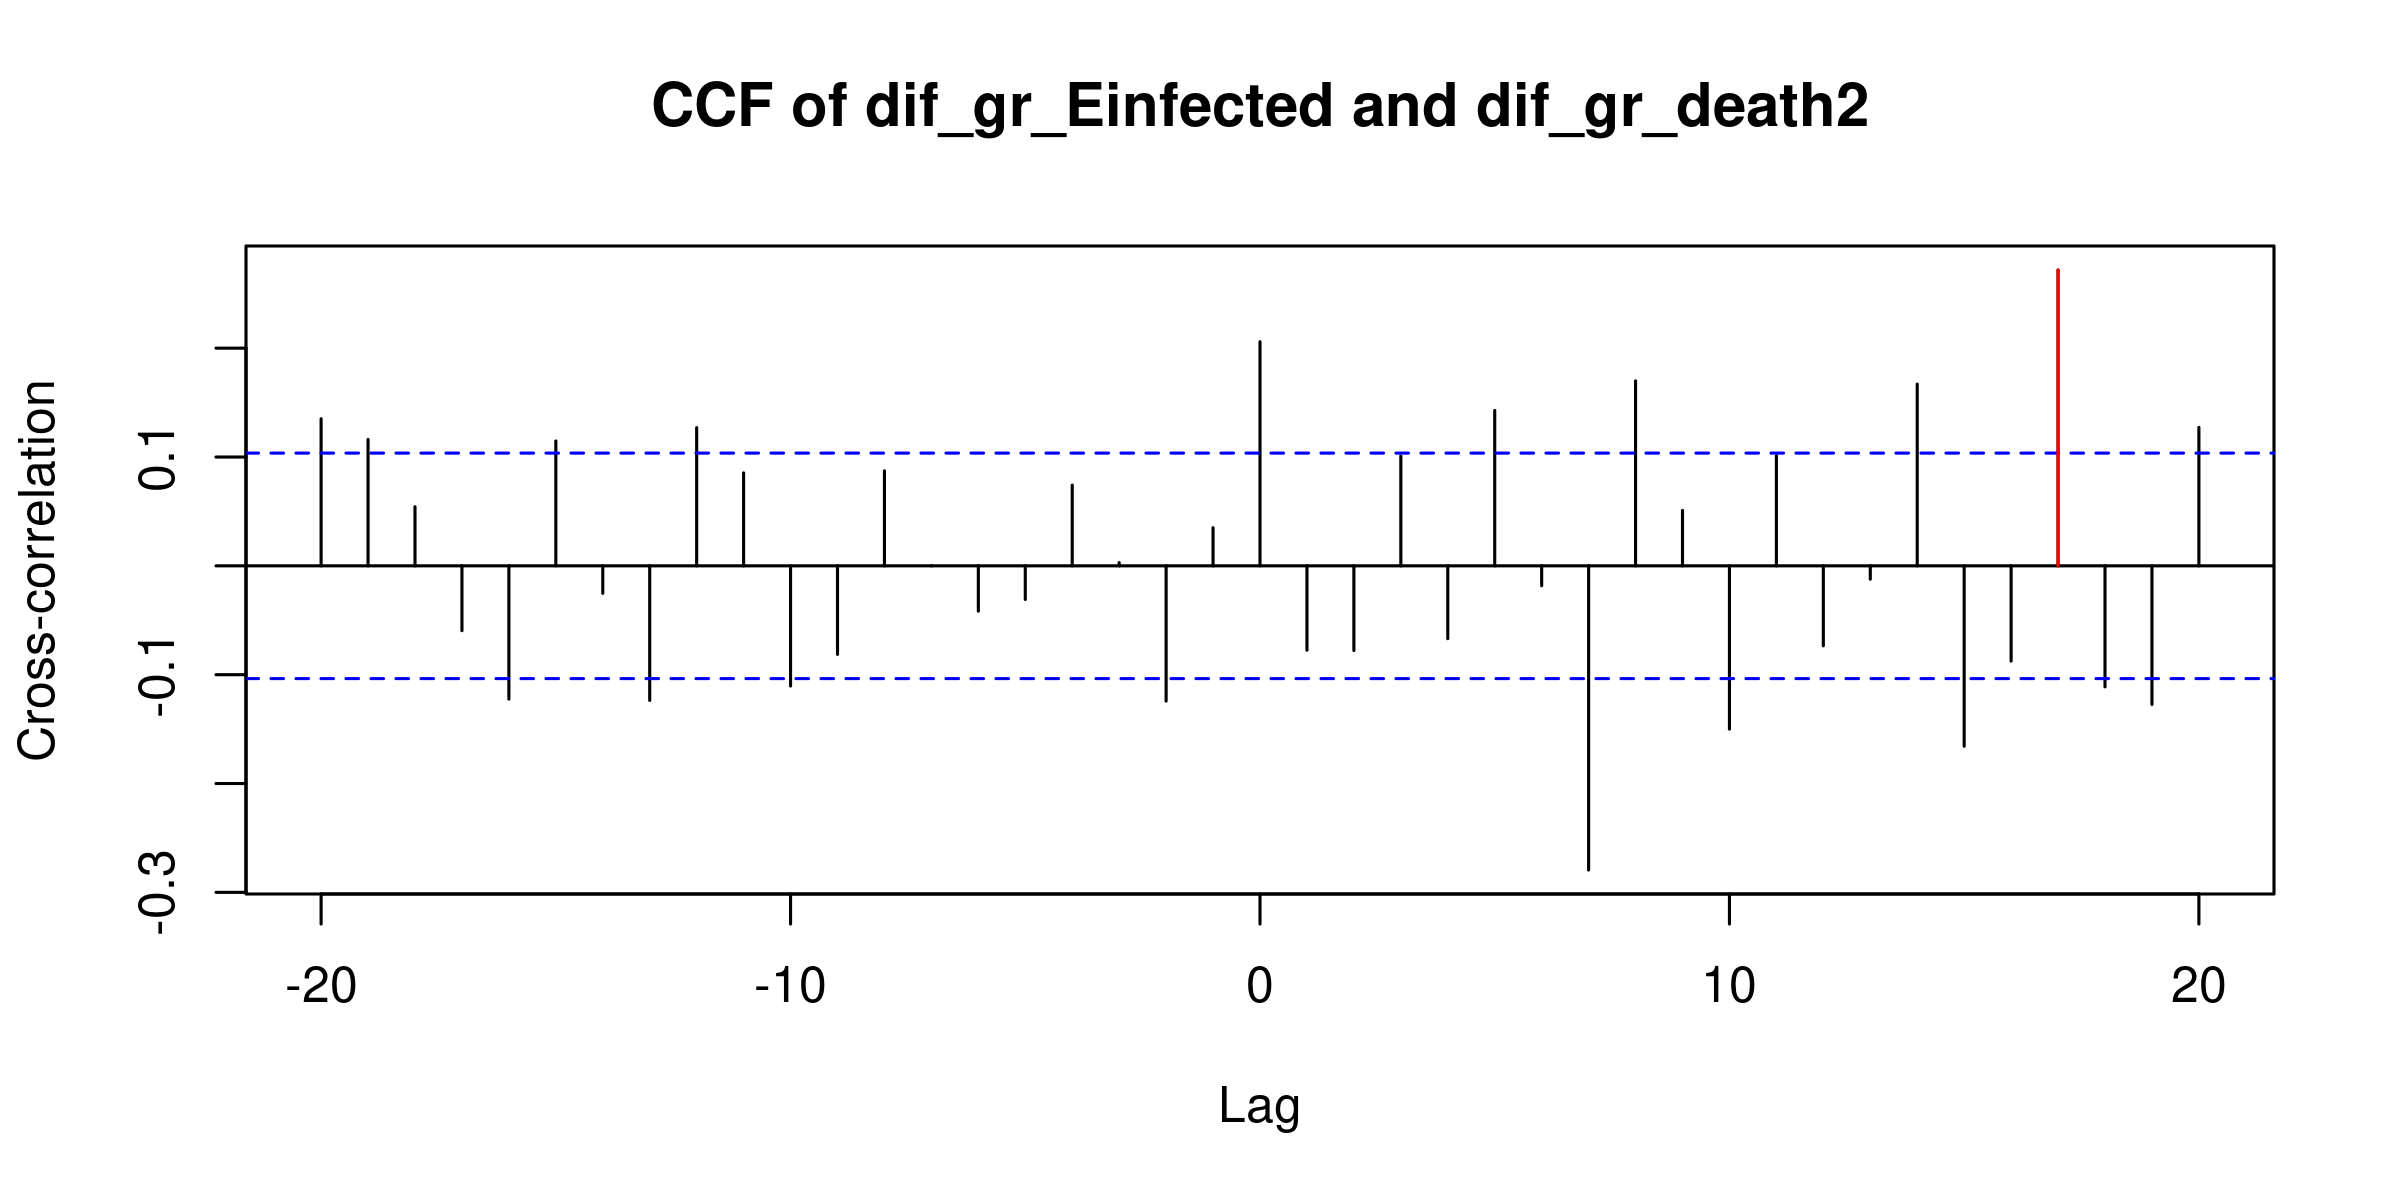 CCF of dif_gr_Einfected and dif_gr_death2
Cross-correlation
0.1
-0.1
-0.3
-20 -10 0 10 20
Lag